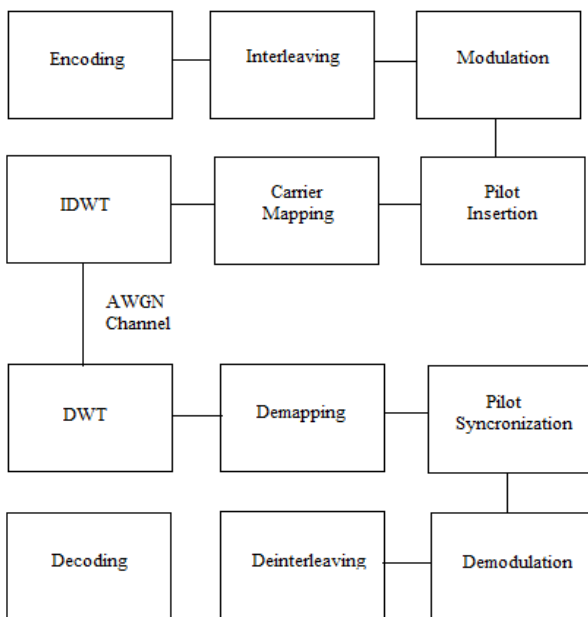 Encoding
Interleaving
Modulation
IDWT
Carrier
Mapping
Pilot
Insertion
AWGN
Channel
DWT
Demapping
Pilot
Syncronization
Decoding
Deinterleaving
Demodulation